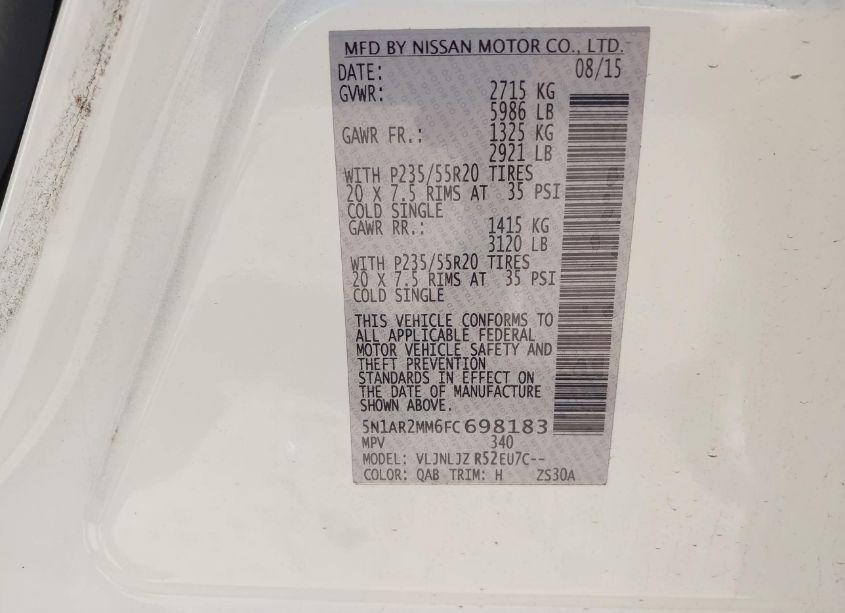 MFD BY NISSAN MOTOR CO., LTD.
DATE: 08/15
GVWR: 2715 KG
5986 LB
GAWR FR.: 1325 KG
2921 LB
WITH P235/55R20 TIRES
20 X 7.5 RIMS AT 35 PSI
COLD SINGLE
GAWR RR.: 1415 KG
3120 LB
WITH P235/55R20 TIRES
20 X 7.5 RIMS AT 35 PSI
COLD SINGLE
THIS VEHICLE CONFORMS TO
ALL APPLICABLE FEDERAL
MOTOR VEHICLE SAFETY AND
THEFT PREVENTION
STANDARDS IN EFFECT ON
THE DATE OF MANUFACTURE
SHOWN ABOVE.
5N1AR2MM6FC698183
MPV 340
MODEL: VLJNLJZ R52EU7C--
COLOR: QAB TRIM: H ZS30A